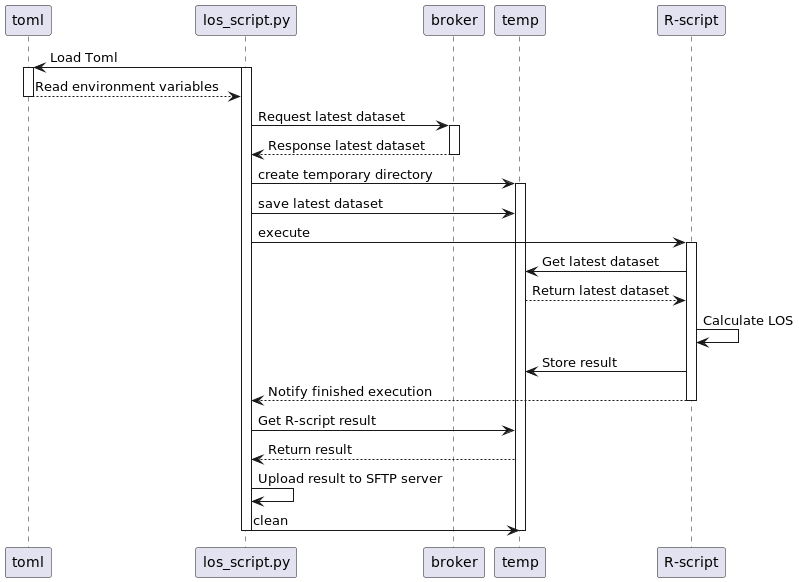 toml
los_script.py
broker
temp
R-script
Load Toml
Read environment variables
Request latest dataset
Response latest dataset
create temporary directory
save latest dataset
execute
Get latest dataset
Return latest dataset
Calculate LOS
Store result
Notify finished execution
Get R-script result
Return result
Upload result to SFTP server
clean
toml
los_script.py
broker
temp
R-script